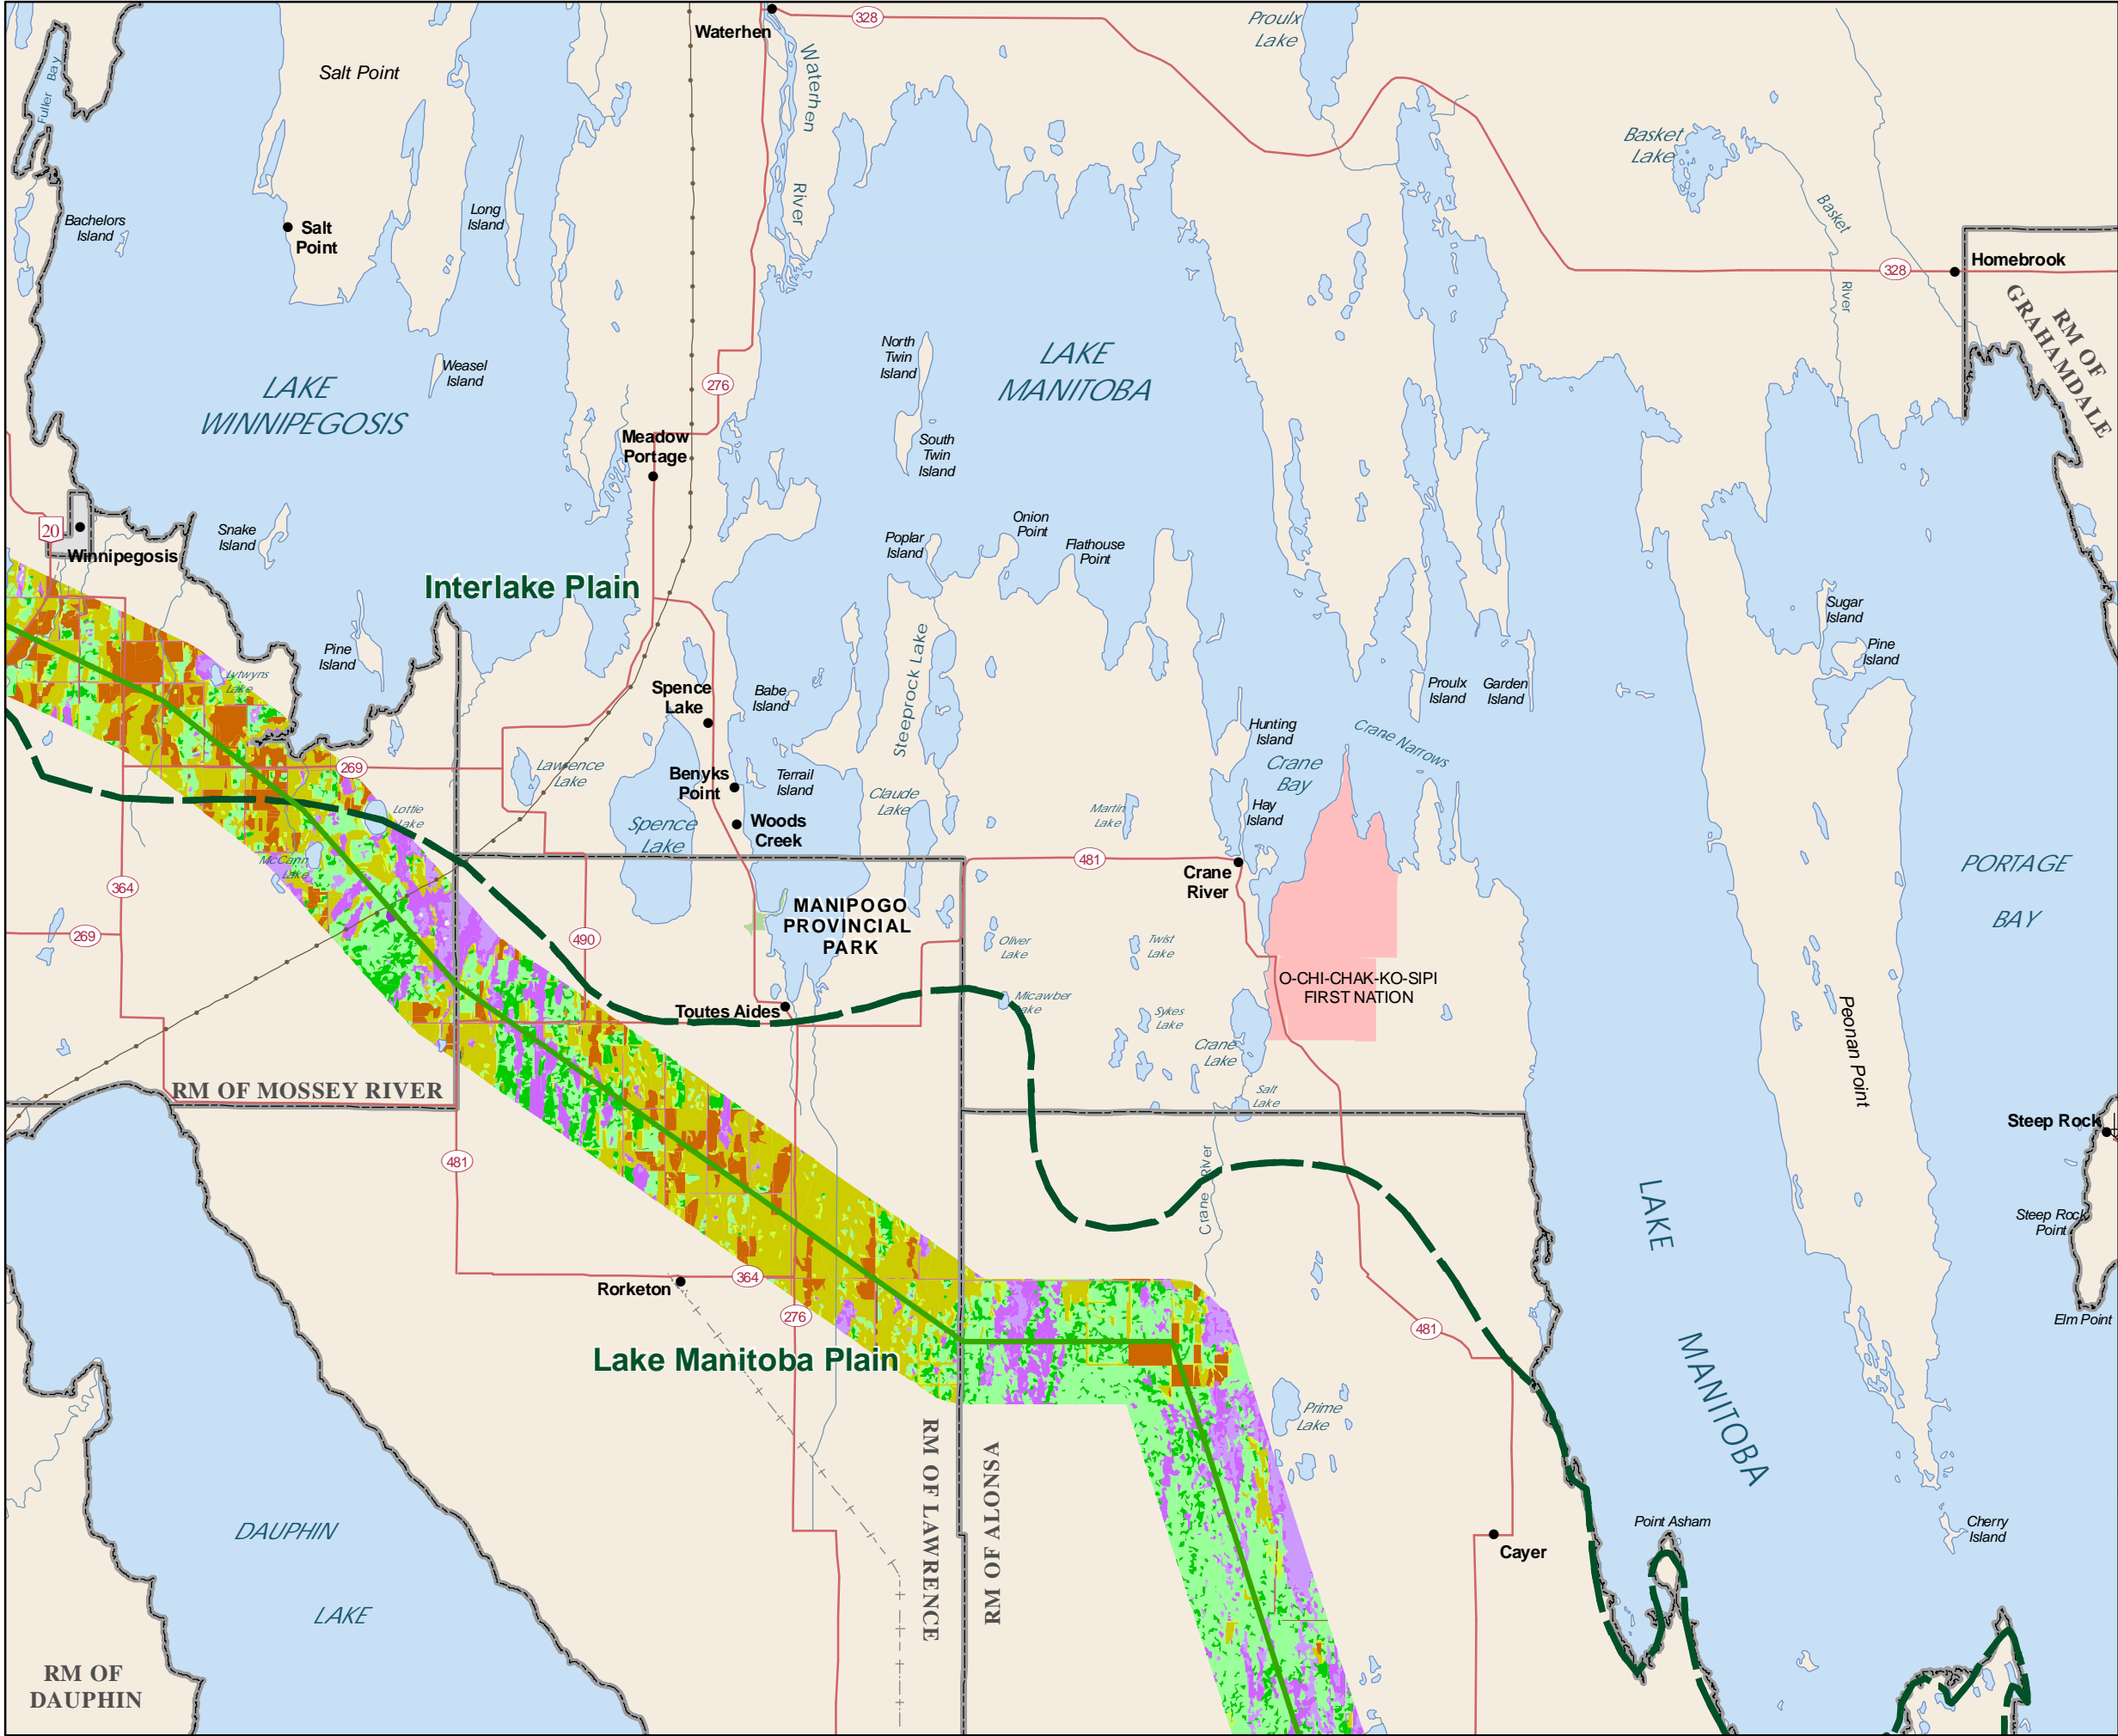 Waterhen
328
Proulx
Lake
Fuller Bay
Salt Point
Waterhen
River
Basket
Lake
Bachelors
Island
Salt
Point
Long
Island
Basket
River
Homebrook
328
RM OF
GRAHAMDALE
North
Twin
Island
LAKE
MANITOBA
Weasel
Island
276
LAKE
WINNIPEGOSIS
Meadow
Portage
South
Twin
Island
20
Winnipegosis
Snake
Island
Onion
Point
Poplar
Island
Flathouse
Point
Interlake Plain
Sugar
Island
Pine
Island
Pine
Island
Steeprock Lake
Lylwyns
Lake
Spence
Lake
Babe
Island
Proulx
Island
Garden
Island
Hunting
Island
Crane Narrows
269
Lawrence
Lake
Benyks
Point
Terrail
Island
Crane
Bay
Claude
Lake
Martin
Lake
Hay
Island
Lottie
Lake
Spence
Lake
Woods
Creek
McCann
Lake
481
Crane
River
PORTAGE
BAY
364
MANIPOGO
PROVINCIAL
PARK
269
490
Oliver
Lake
Twist
Lake
O-CHI-CHAK-KO-SIPI
FIRST NATION
Micawber
Lake
Toutes Aides
Sykes
Lake
Peonan Point
Crane
Lake
RM OF MOSSEY RIVER
Salt
Lake
Steep Rock
481
Crane River
LAKE
MANITOBA
Steep Rock
Point
Rorketon
364
276
481
Elm Point
Lake Manitoba Plain
Prime
Lake
RM OF LAWRENCE
RM OF ALONSA
DAUPHIN
LAKE
Point Asham
Cherry
Island
Cayer
RM OF
DAUPHIN